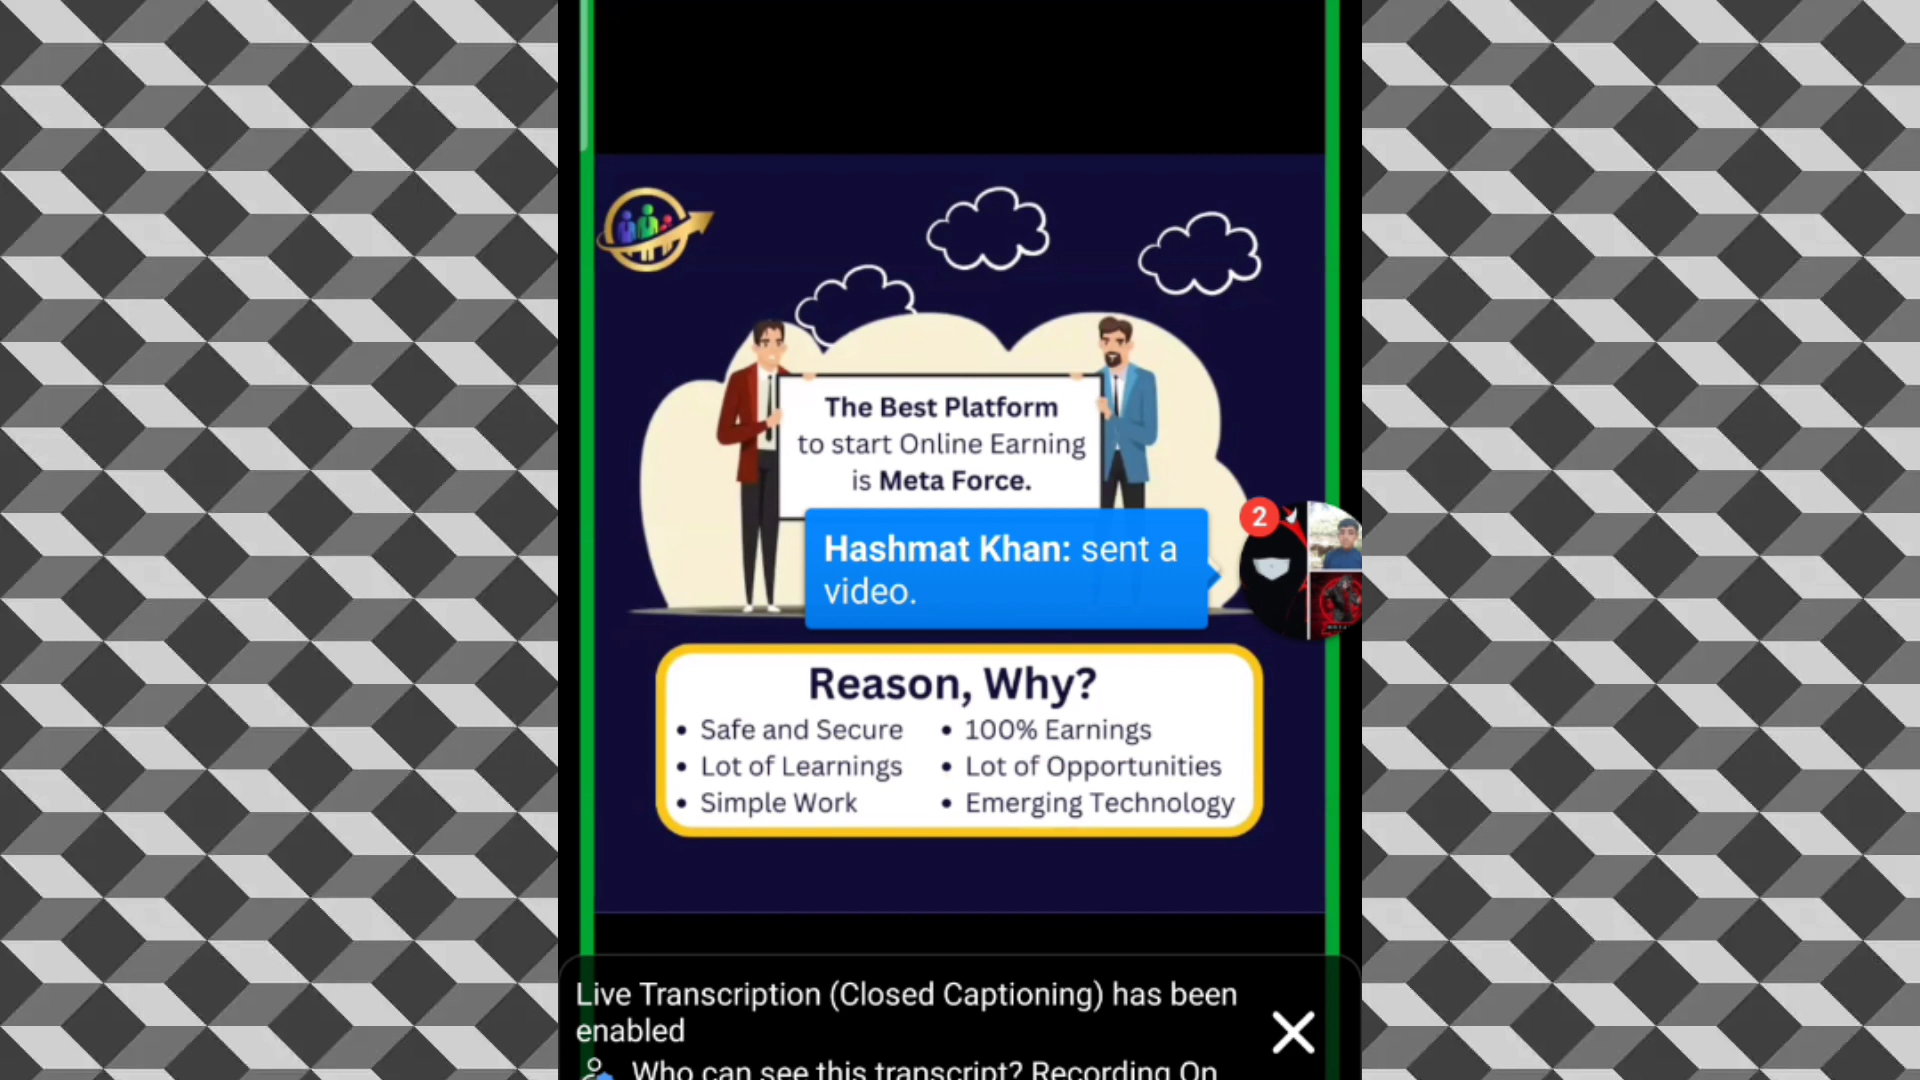 The Best Platform
to start Online Earning
is Meta Force.
2
Hashmat Khan: sent a
video.
Reason, Why?
• Safe and Secure
• Lot of Learnings
• Simple Work
• 100% Earnings
• Lot of Opportunities
• Emerging Technology
Live Transcription (Closed Captioning) has been
enabled
Who can see this transcript? Recording On